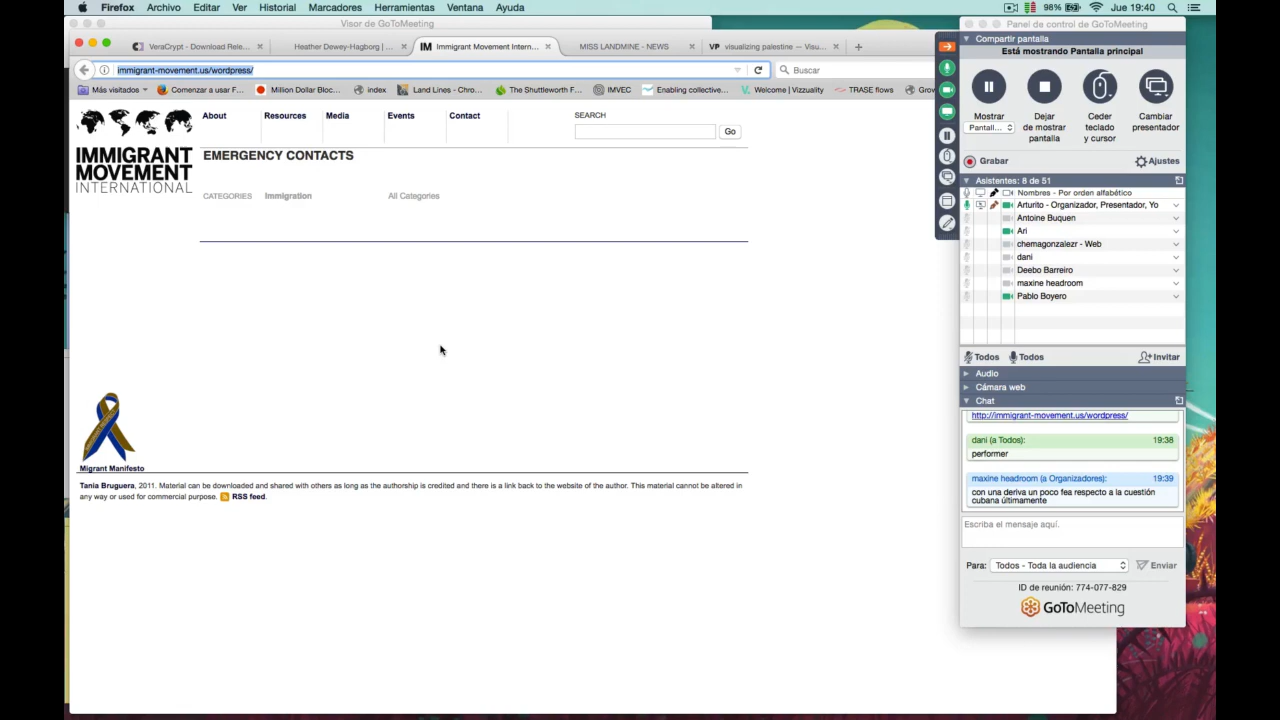 Firefox Archivo Editar Ver Historial Marcadores Herramientas Ventana Ayuda 98% Jue 19:40
Visor de GoToMeeting
VeraCrypt - Download Rele... Heather Dewey-Hagborg | ... Immigrant Movement Intern... MISS LANDMINE - NEWS VP visualizing palestine — Visu...
immigrant-movement.us/wordpress/ Buscar
Más visitados Comenzar a usar F... Million Dollar Bloc... index Land Lines - Chro... The Shuttleworth F... IMVEC Enabling collective... Welcome | Vizzuality TRASE flows Grow
About Resources Media Events Contact SEARCH
Go
IMMIGRANT
MOVEMENT
INTERNATIONAL
EMERGENCY CONTACTS
CATEGORIES Immigration All Categories
Migrant Manifesto
Tania Bruguera, 2011. Material can be downloaded and shared with others as long as the authorship is credited and there is a link back to the website of the author. This material cannot be altered in
any way or used for commercial purpose. RSS feed.
Panel de control de GoToMeeting
Compartir pantalla
Está mostrando Pantalla principal
Mostrar
Pantall...
Dejar
de mostrar
pantalla
Ceder
teclado
y cursor
Cambiar
presentador
Grabar Ajustes
Asistentes: 8 de 51
Nombres - Por orden alfabético
Arturito - Organizador, Presentador, Yo
Antoine Buquen
Ari
chemagonzalezr - Web
dani
Deebo Barreiro
maxine headroom
Pablo Boyero
Todos Todos Invitar
Audio
Cámara web
Chat
http://immigrant-movement.us/wordpress/
dani (a Todos): 19:38
performer
maxine headroom (a Organizadores): 19:39
con una deriva un poco fea respecto a la cuestión
cubana últimamente
Escriba el mensaje aquí.
Para: Todos - Toda la audiencia Enviar
ID de reunión: 774-077-829
GoToMeeting